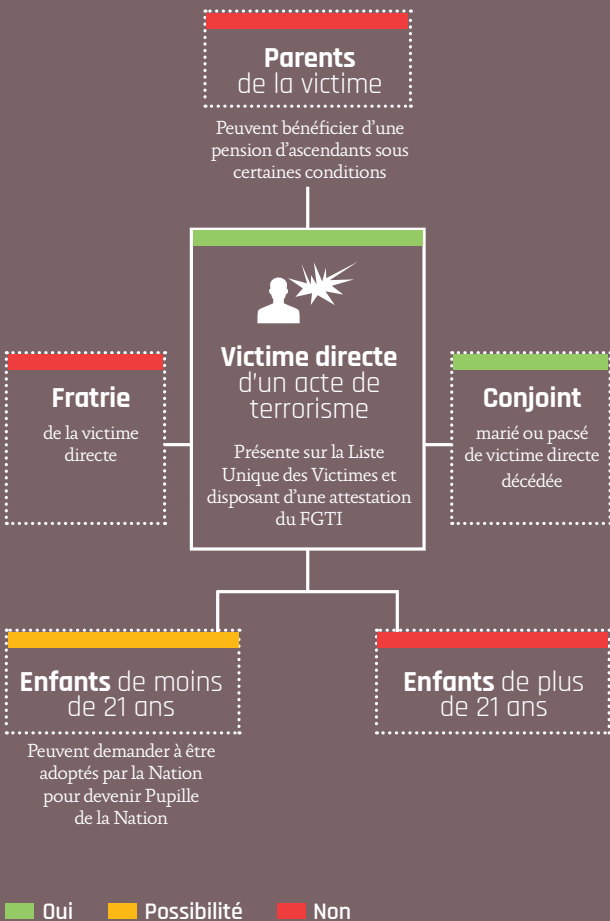 Parents
de la victime
Peuvent bénéficier d'une
pension d'ascendants sous
certaines conditions
Victime directe
d'un acte de
terrorisme
Présente sur la Liste
Unique des Victimes et
disposant d'une attestation
du FGTI
Fratrie
de la victime
directe
Conjoint
marié ou pacsé
de victime directe
décédée
Enfants de moins
de 21 ans
Peuvent demander à être
adoptés par la Nation
pour devenir Pupille
de la Nation
Enfants de plus
de 21 ans
Oui Possibilité Non